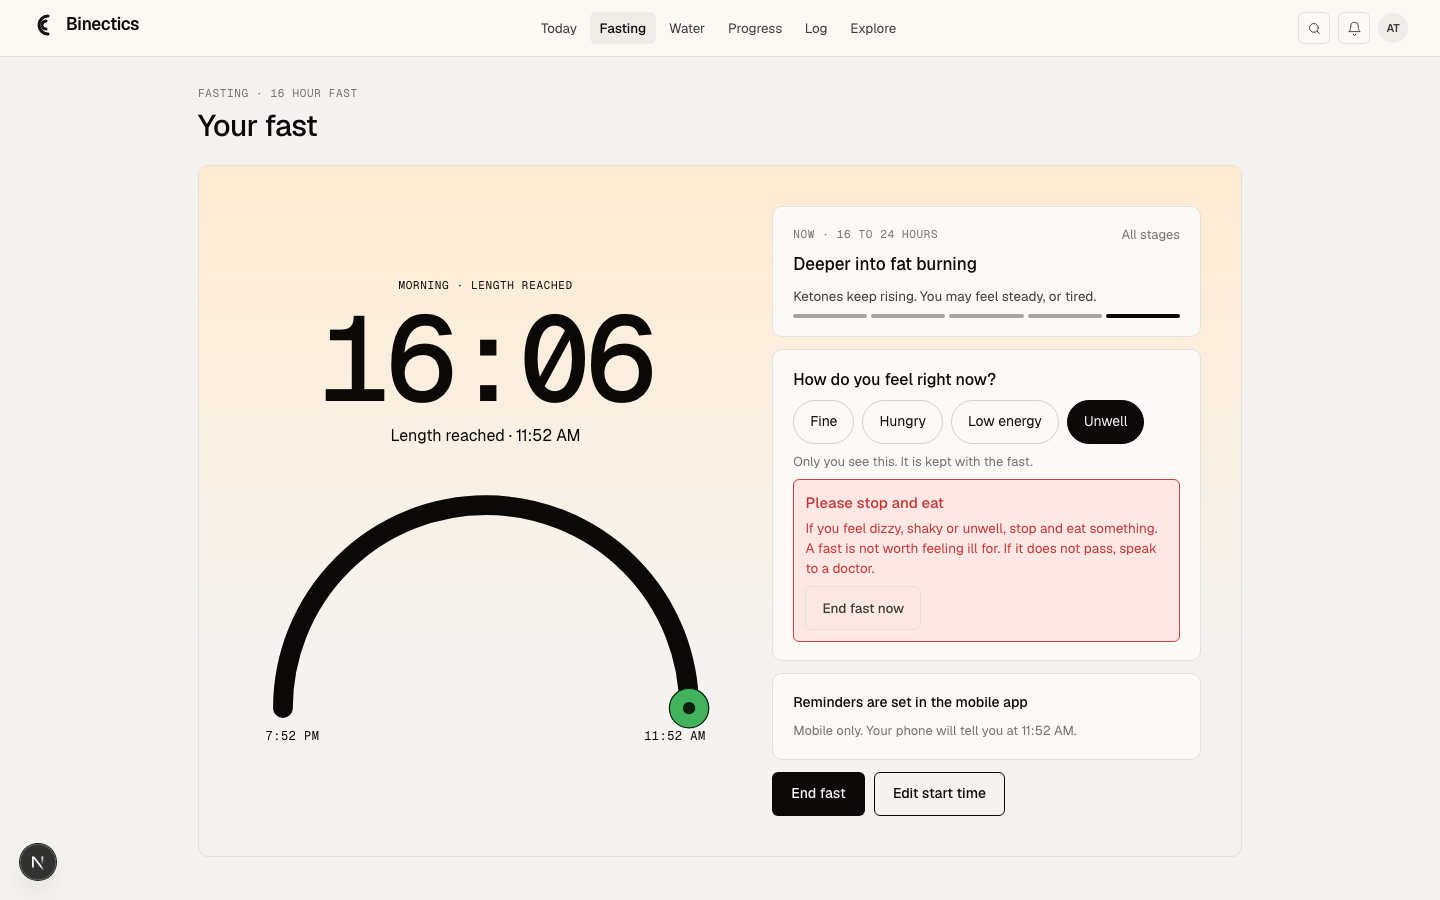 Binectics
Today
Fasting
Water
Progress
Log
Explore
AT
FASTING · 16 HOUR FAST
Your fast
MORNING · LENGTH REACHED
16:06
Length reached · 11:52 AM
7:52 PM
11:52 AM
NOW · 16 TO 24 HOURS
All stages
Deeper into fat burning
Ketones keep rising. You may feel steady, or tired.
How do you feel right now?
Fine
Hungry
Low energy
Unwell
Only you see this. It is kept with the fast.
Please stop and eat
If you feel dizzy, shaky or unwell, stop and eat something.
A fast is not worth feeling ill for. If it does not pass, speak
to a doctor.
End fast now
Reminders are set in the mobile app
Mobile only. Your phone will tell you at 11:52 AM.
End fast
Edit start time
N